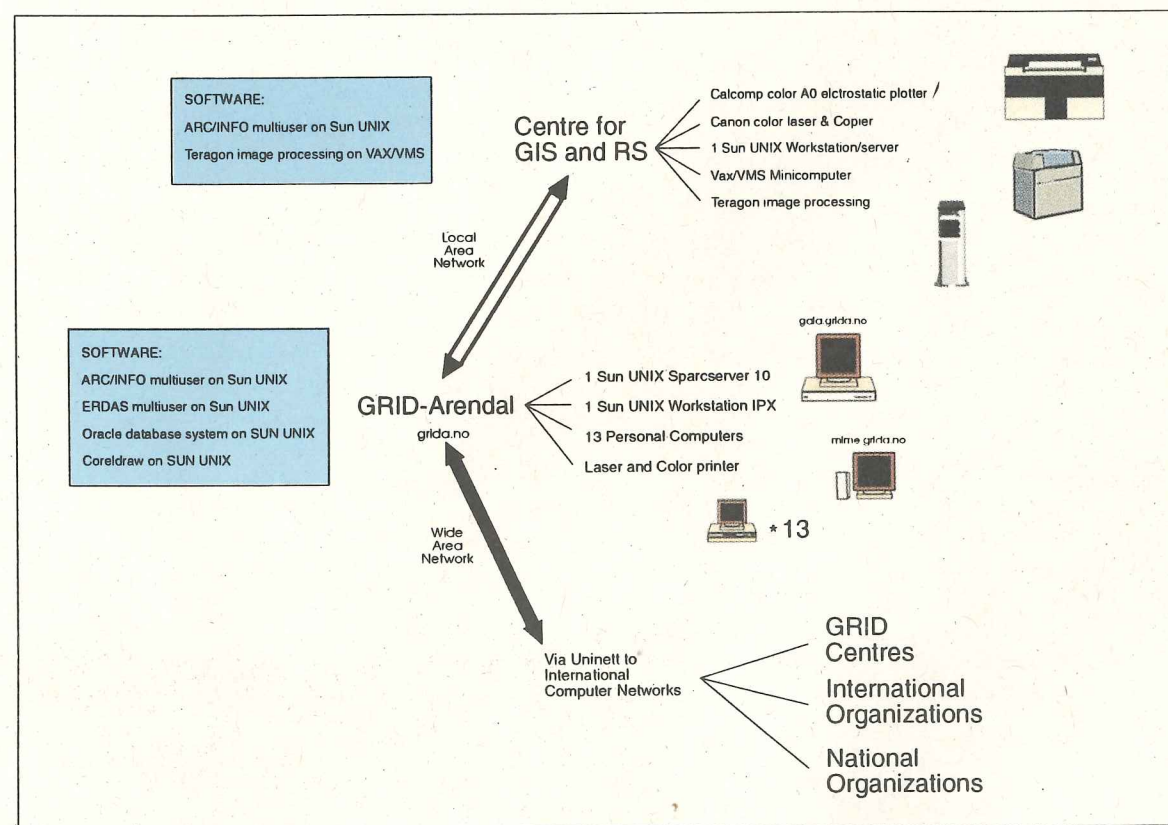 SOFTWARE:
ARC/INFO multiuser on Sun UNIX
Teragon image processing on VAX/VMS
Centre for
GIS and RS
Calcomp color A0 elctrostatic plotter
Canon color laser & Copier
1 Sun UNIX Workstation/server
Vax/VMS Minicomputer
Teragon image processing
Local
Area
Network
SOFTWARE:
ARC/INFO multiuser on Sun UNIX
ERDAS multiuser on Sun UNIX
Oracle database system on SUN UNIX
Coreldraw on SUN UNIX
GRID-Arendal
grida.no
1 Sun UNIX Sparcserver 10
1 Sun UNIX Workstation IPX
13 Personal Computers
Laser and Color printer
gala.grida.no
mime.grida.no
* 13
Wide
Area
Network
Via Uninett to
International
Computer Networks
GRID
Centres
International
Organizations
National
Organizations